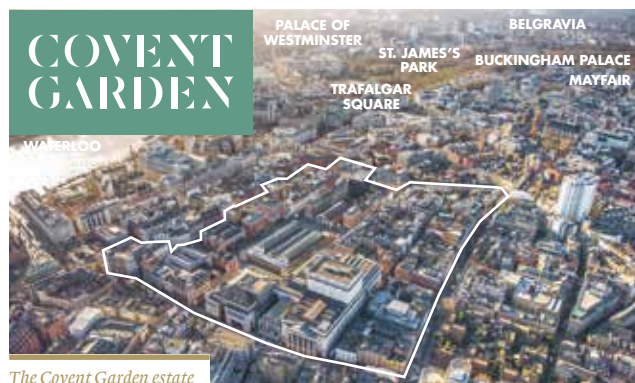 COVENT
GARDEN
PALACE OF
WESTMINSTER
ST. JAMES'S
PARK
TRAFALGAR
SQUARE
BELGRAVIA
BUCKINGHAM PALACE
MAYFAIR
WATERLOO
The Covent Garden estate